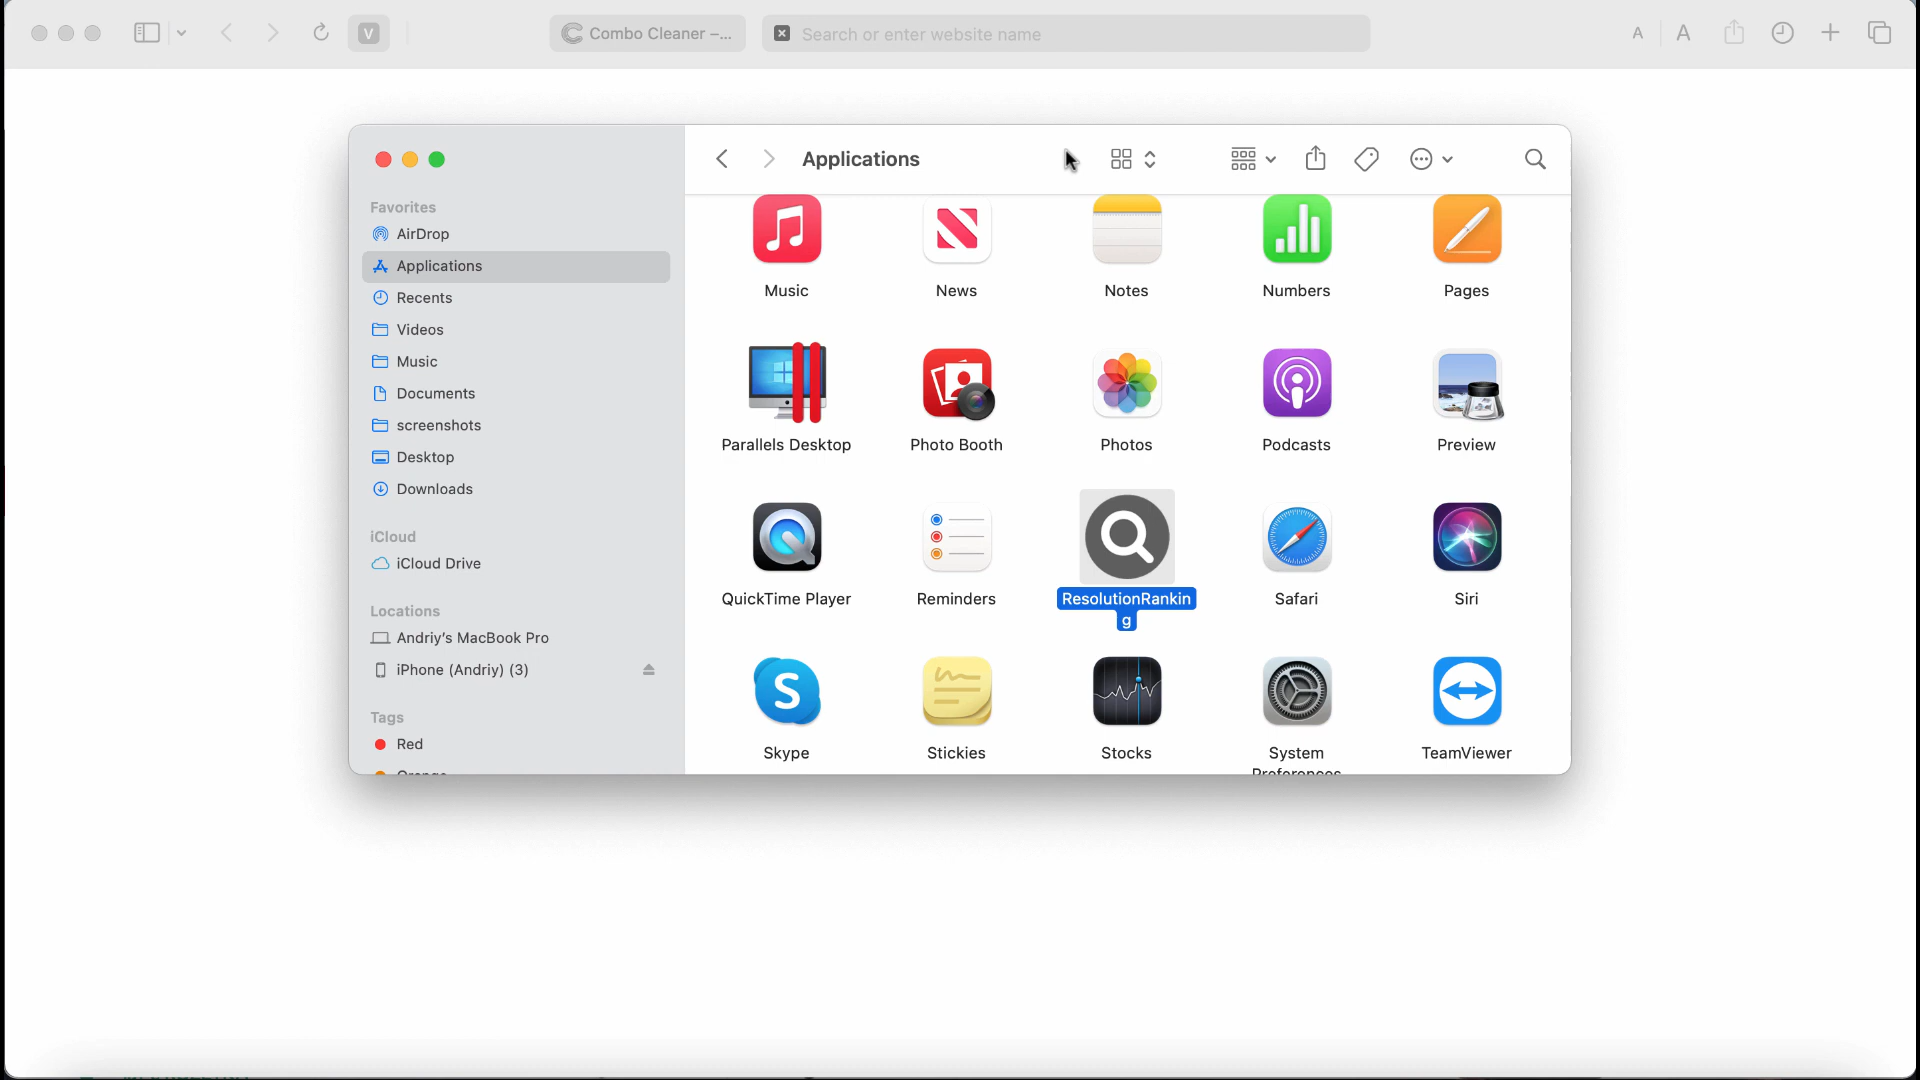 V
Combo Cleaner –...
Search or enter website name
A
A
Applications
Favorites
AirDrop
Applications
Recents
Videos
Music
Documents
screenshots
Desktop
Downloads
iCloud
iCloud Drive
Locations
Andriy's MacBook Pro
iPhone (Andriy) (3)
Tags
Red
Orange
Music
News
Notes
Numbers
Pages
Parallels Desktop
Photo Booth
Photos
Podcasts
Preview
QuickTime Player
Reminders
ResolutionRankin
g
Safari
Siri
Skype
Stickies
Stocks
System
Preferences
TeamViewer